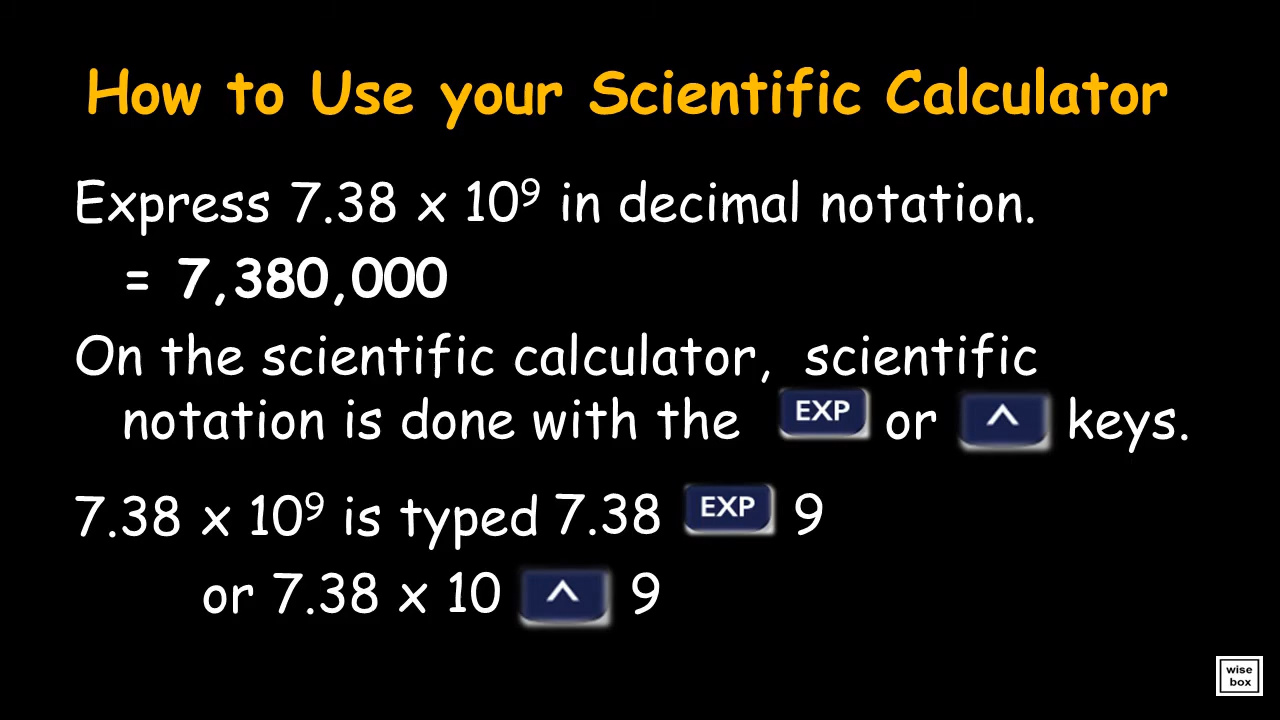 How to Use your Scientific Calculator
Express 7.38 x 10⁹ in decimal notation.
= 7,380,000
On the scientific calculator, scientific
notation is done with the EXP or ^ keys.
7.38 x 10⁹ is typed 7.38 EXP 9
or 7.38 x 10 ^ 9
wise
box